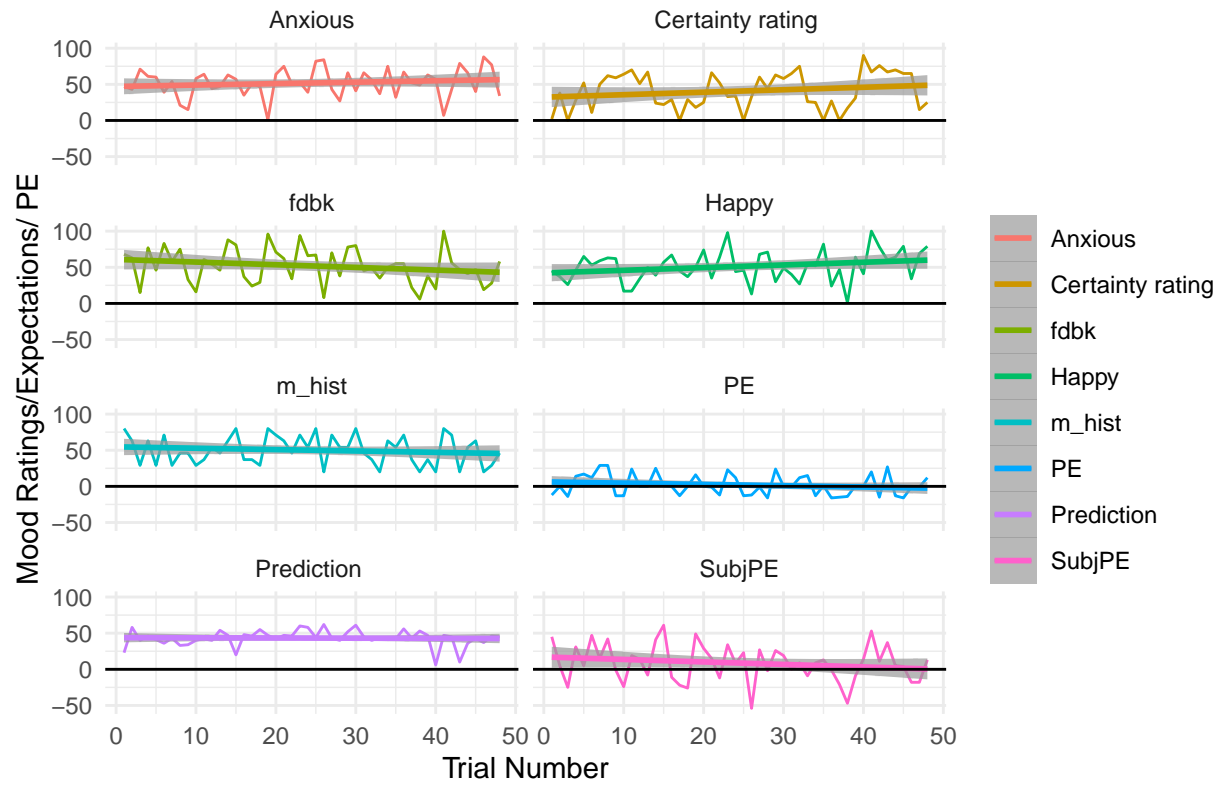 Anxious
Certainty rating
100
50
0
−50
fdbk
Happy
100
50
0
−50
m_hist
PE
100
50
0
−50
Prediction
SubjPE
100
50
0
−50
0 10 20 30 40 50 0 10 20 30 40 50
Trial Number
Mood Ratings/Expectations/ PE
Anxious
Certainty rating
fdbk
Happy
m_hist
PE
Prediction
SubjPE